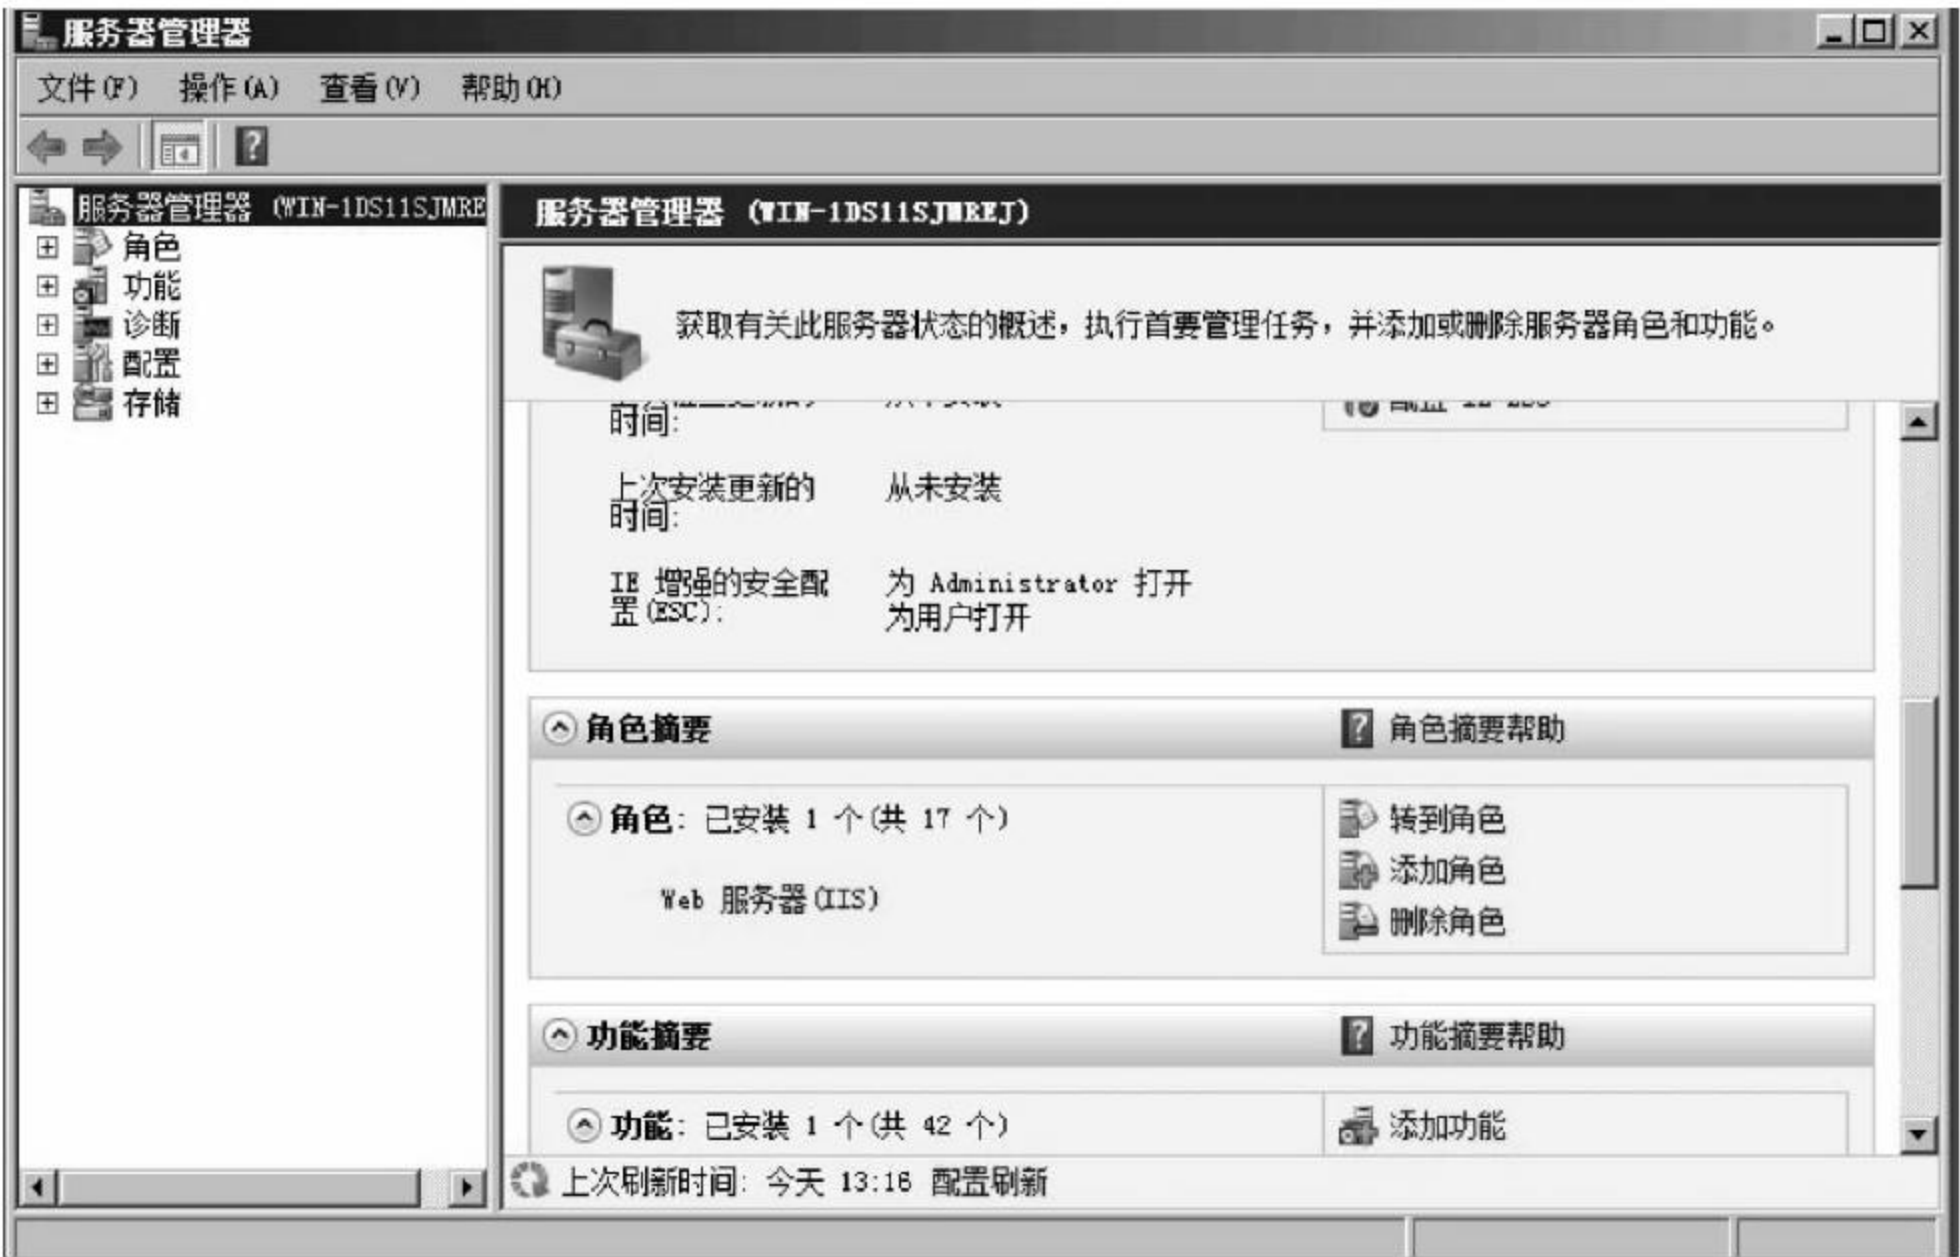 服务器管理器
文件(F) 操作(A) 查看(V) 帮助(H)
服务器管理器 (WIN-1DS11SJMRE
角色
功能
诊断
配置
存储
服务器管理器 (WIN-1DS11SJMREJ)
获取有关此服务器状态的概述，执行首要管理任务，并添加或删除服务器角色和功能。
时间:
上次安装更新的 从未安装
时间:
IE 增强的安全配 为 Administrator 打开
置(ESC): 为用户打开
角色摘要 角色摘要帮助
角色: 已安装 1 个(共 17 个) 转到角色
添加角色
Web 服务器(IIS)
删除角色
功能摘要 功能摘要帮助
功能: 已安装 1 个(共 42 个) 添加功能
上次刷新时间: 今天 13:16 配置刷新